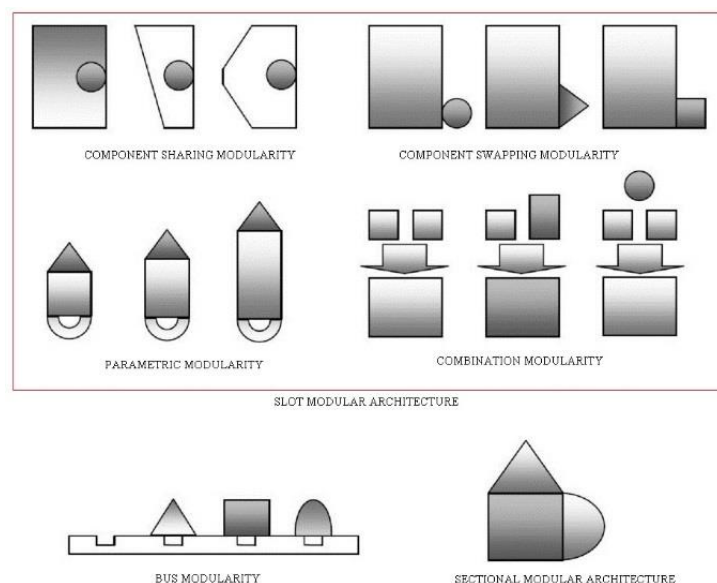 COMPONENT SHARING MODULARITY
COMPONENT SWAPPING MODULARITY
PARAMETRIC MODULARITY
COMBINATION MODULARITY
SLOT MODULAR ARCHITECTURE
BUS MODULARITY
SECTIONAL MODULAR ARCHITECTURE